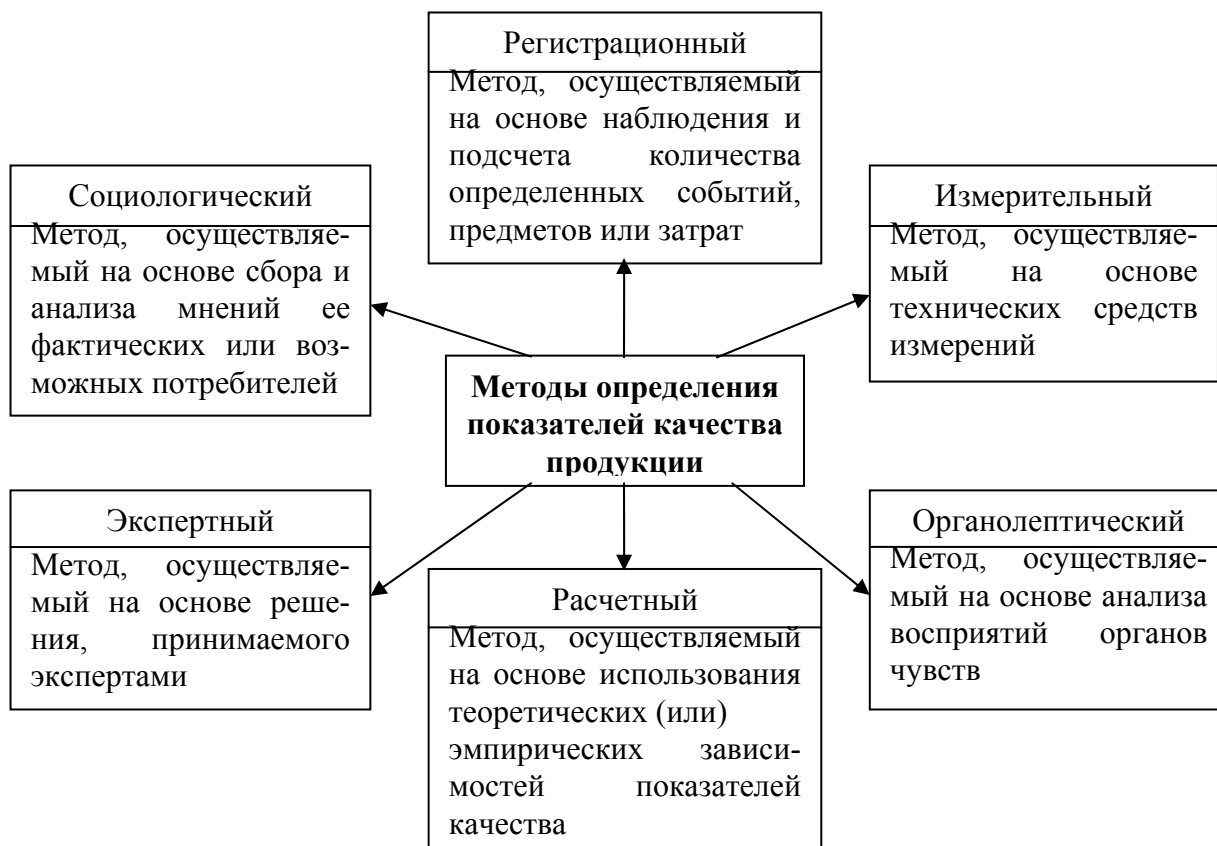 Регистрационный
Метод, осуществляемый
на основе наблюдения и
подсчета количества
определенных событий,
предметов или затрат
Социологический
Метод, осуществляе-
мый на основе сбора и
анализа мнений ее
фактических или воз-
можных потребителей
Измерительный
Метод, осуществляе-
мый на основе
технических средств
измерений
Методы определения
показателей качества
продукции
Экспертный
Метод, осуществляе-
мый на основе реше-
ния, принимаемого
экспертами
Расчетный
Метод, осуществляемый
на основе использования
теоретических (или)
эмпирических зависи-
мостей показателей
качества
Органолептический
Метод, осуществляе-
мый на основе анализа
восприятий органов
чувств